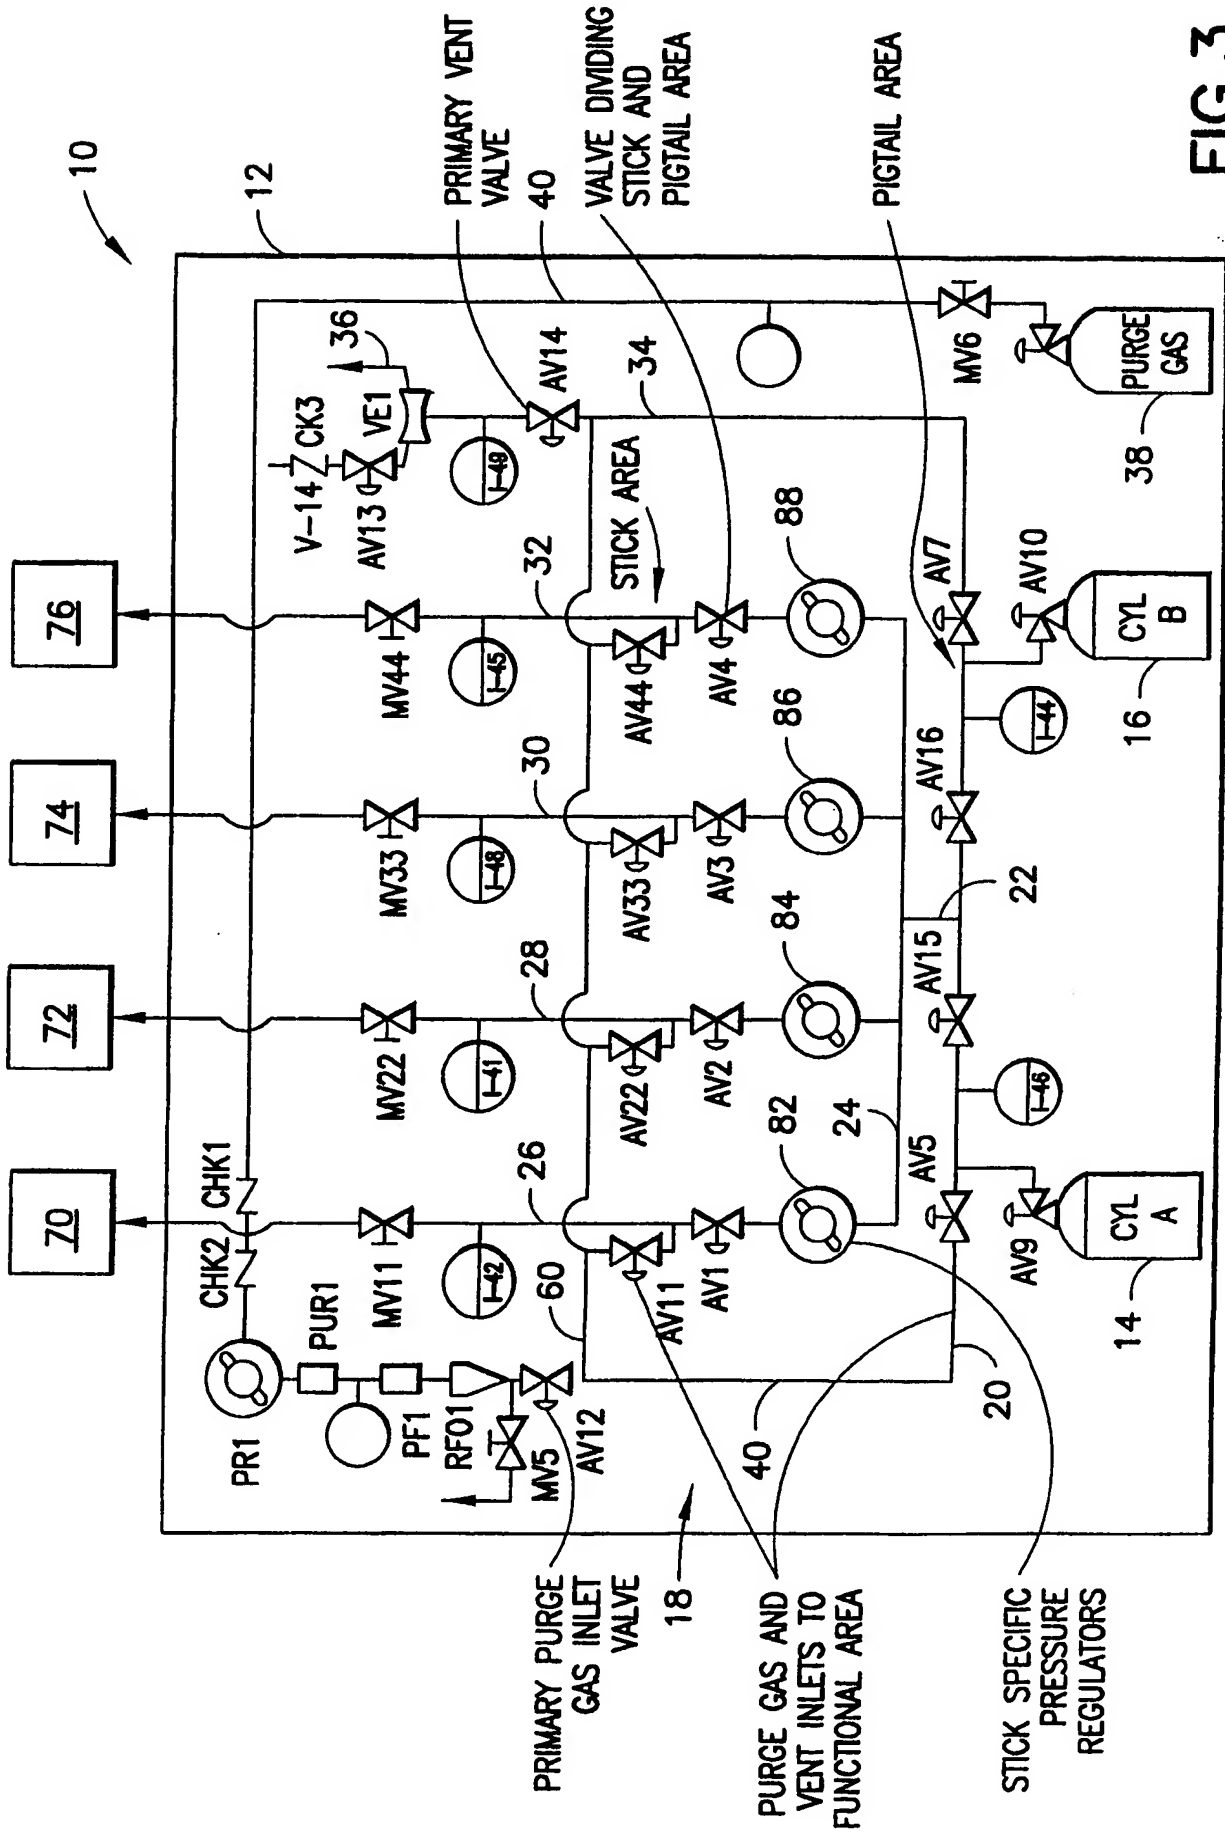 10
12
70
72
74
76
CHK2
CHK1
PR1
PUR1
PF1
RFO1
MV5
AV12
PRIMARY PURGE
GAS INLET
VALVE
18
MV11
MV22
MV33
MV44
V-14
CK3
36
AV13
VE1
I-42
I-41
I-48
I-45
I-49
AV14
PRIMARY VENT
VALVE
40
26
28
30
32
60
STICK AREA
34
AV11
AV22
AV33
AV44
VALVE DIVIDING
STICK AND
PIGTAIL AREA
AV1
AV2
AV3
AV4
82
84
86
88
PIGTAIL AREA
40
24
20
AV5
AV15
22
AV16
AV7
MV6
PURGE GAS AND
VENT INLETS TO
FUNCTIONAL AREA
I-46
I-44
AV9
AV10
CYL
A
CYL
B
PURGE
GAS
14
16
38
STICK SPECIFIC
PRESSURE
REGULATORS
FIG.3